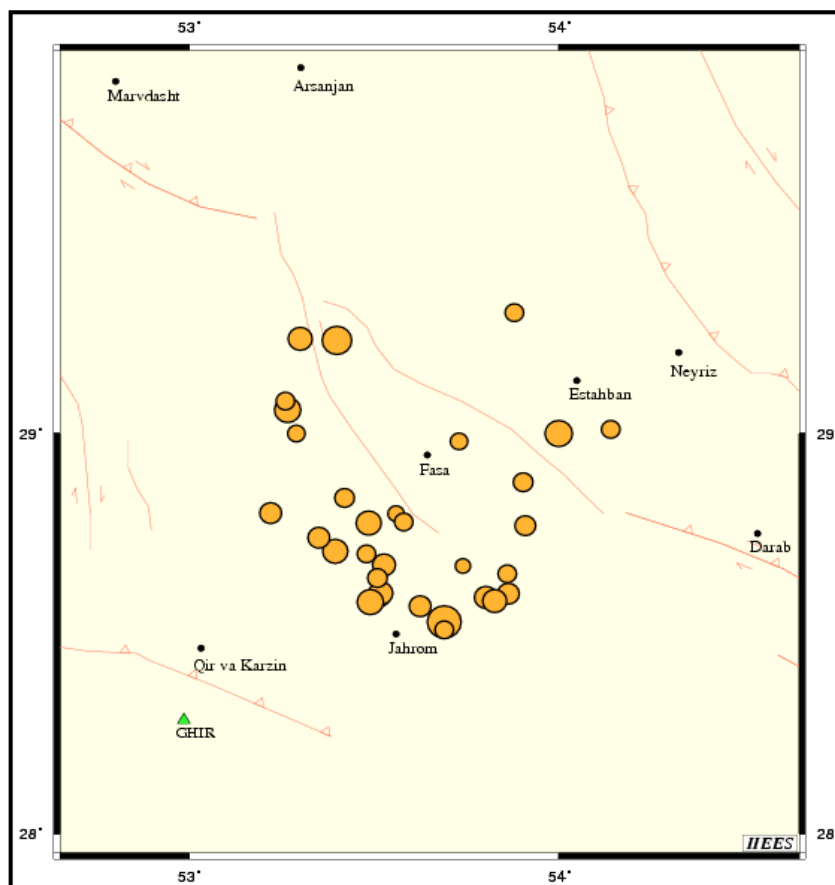 53°
54°
Arsanjan
Marvdasht
Neyriz
Estahban
29°
29°
Fasa
Darab
Jahrom
Qir va Karzin
GHIR
28°
28°
IIEES
53°
54°